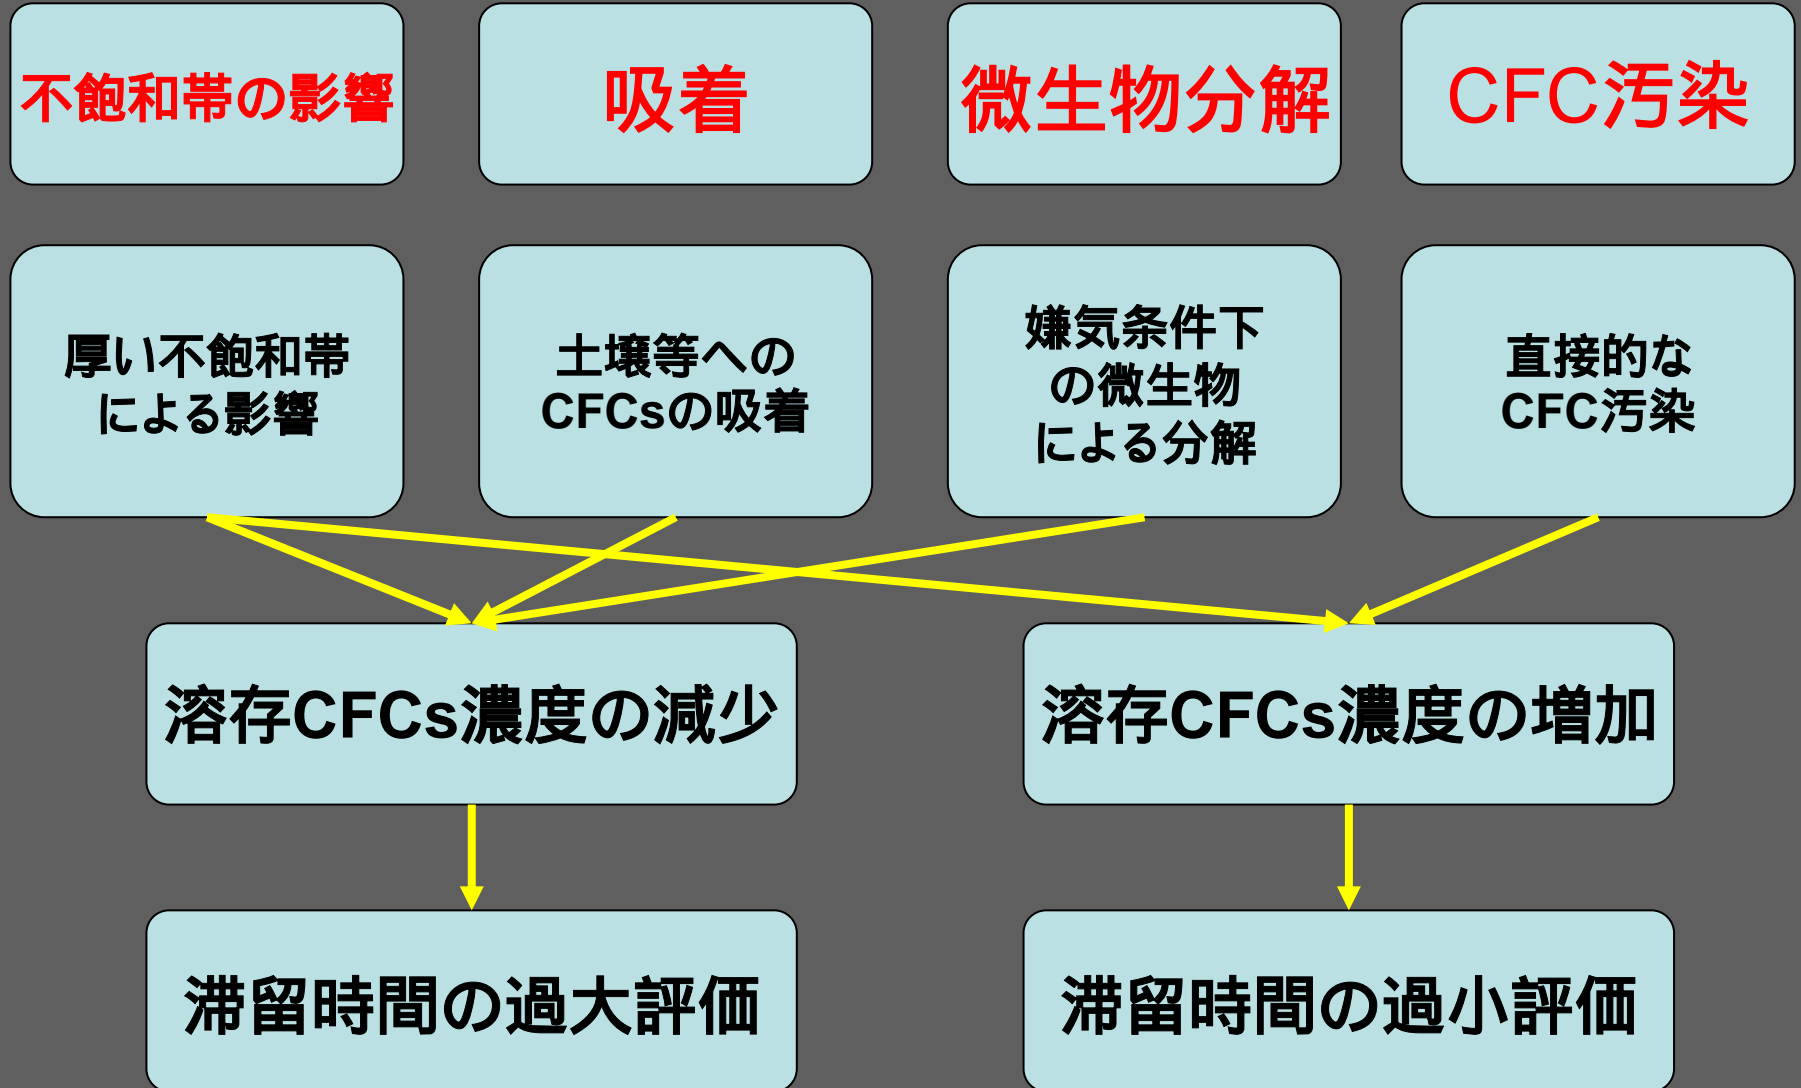 不飽和帯の影響
吸着
微生物分解
CFC汚染
厚い不飽和帯
による影響
土壌等への
CFCsの吸着
嫌気条件下
の微生物
による分解
直接的な
CFC汚染
溶存CFCs濃度の減少
溶存CFCs濃度の増加
滞留時間の過大評価
滞留時間の過小評価